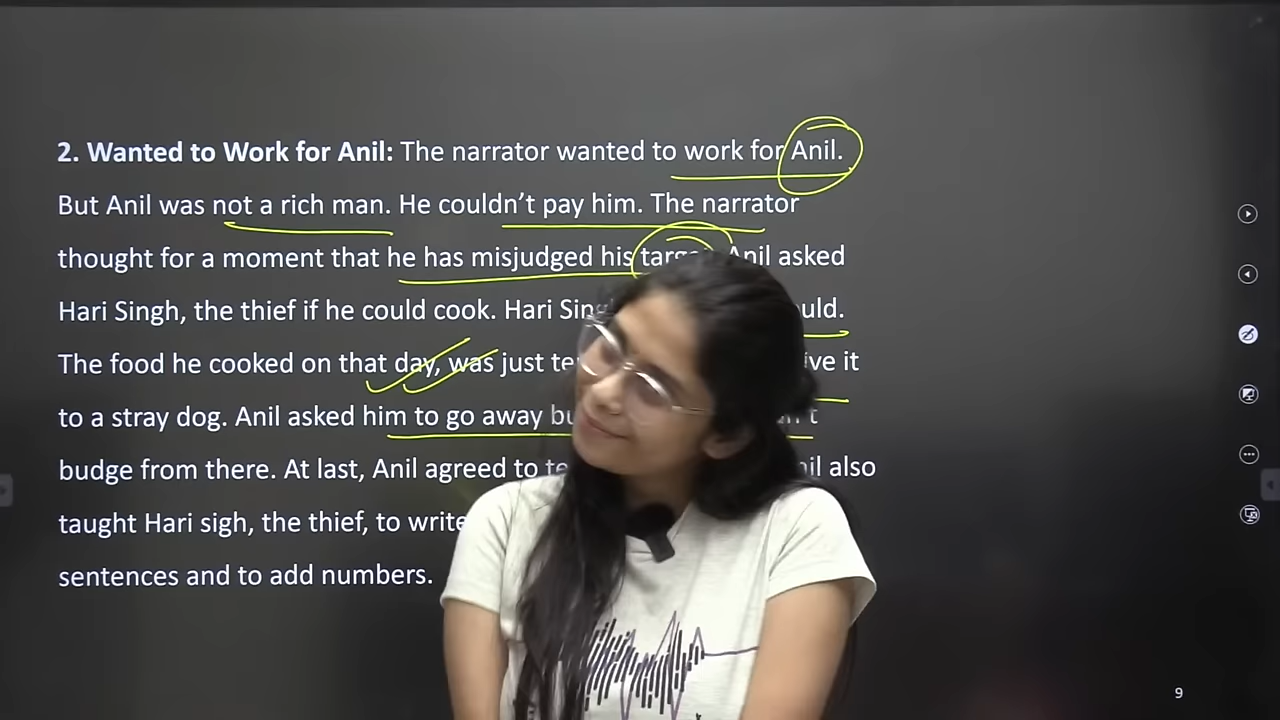 2. Wanted to Work for Anil: The narrator wanted to work for Anil.
But Anil was not a rich man. He couldn't pay him. The narrator
thought for a moment that he has misjudged his Anil asked
Hari Singh, the thief if he could cook. Hari
The food he cooked on that day, was just it
to a stray dog. Anil asked him to go away
budge from there. At last, Anil agreed to also
taught Hari sigh, the thief, to write
sentences and to add numbers.
9